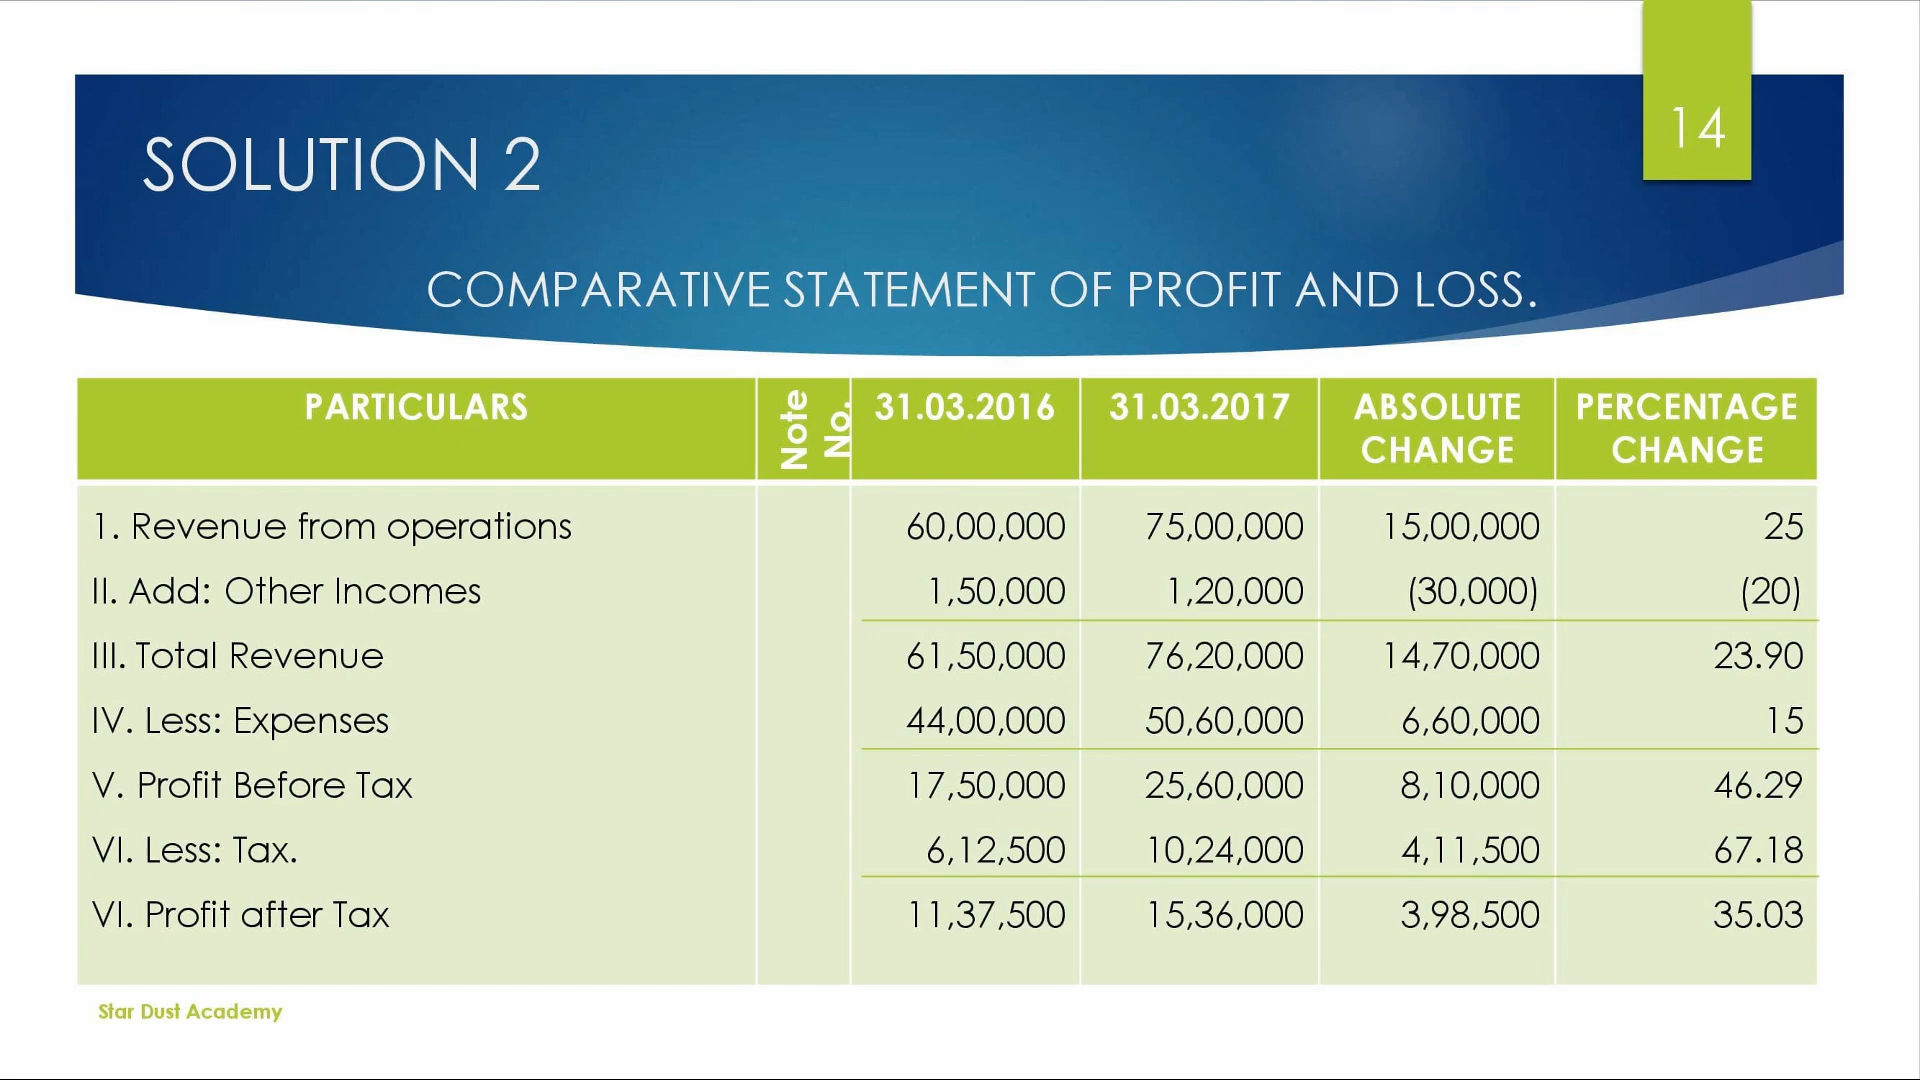 14
SOLUTION 2
COMPARATIVE STATEMENT OF PROFIT AND LOSS.
PARTICULARS Note No. 31.03.2016 31.03.2017 ABSOLUTE CHANGE PERCENTAGE CHANGE
1. Revenue from operations 60,00,000 75,00,000 15,00,000 25
II. Add: Other Incomes 1,50,000 1,20,000 (30,000) (20)
III. Total Revenue 61,50,000 76,20,000 14,70,000 23.90
IV. Less: Expenses 44,00,000 50,60,000 6,60,000 15
V. Profit Before Tax 17,50,000 25,60,000 8,10,000 46.29
VI. Less: Tax. 6,12,500 10,24,000 4,11,500 67.18
VI. Profit after Tax 11,37,500 15,36,000 3,98,500 35.03
Star Dust Academy